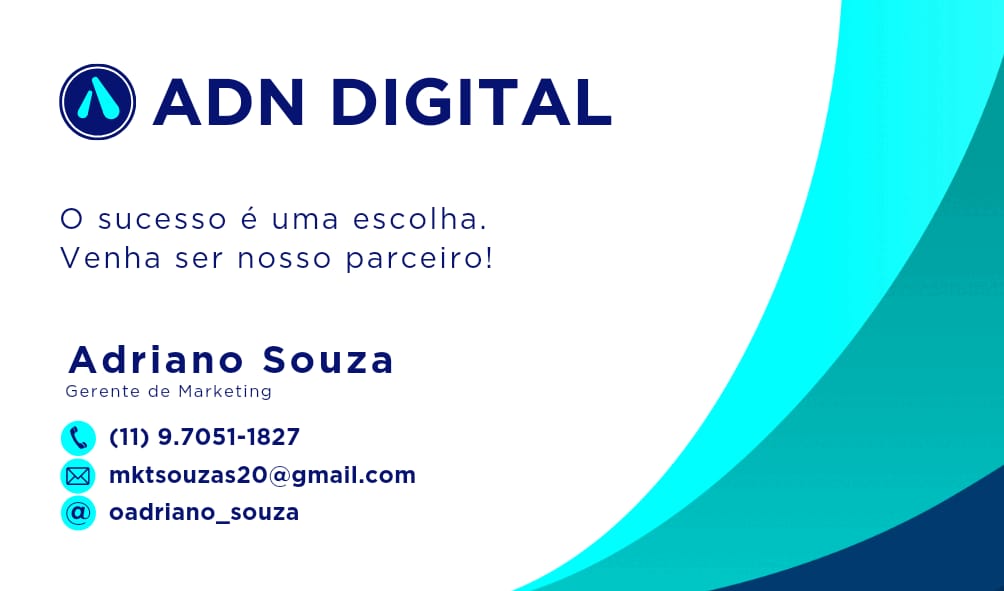 ADN DIGITAL
O sucesso é uma escolha.
Venha ser nosso parceiro!
Adriano Souza
Gerente de Marketing
(11) 9.7051-1827
mktsouzas20@gmail.com
@ oadriano_souza